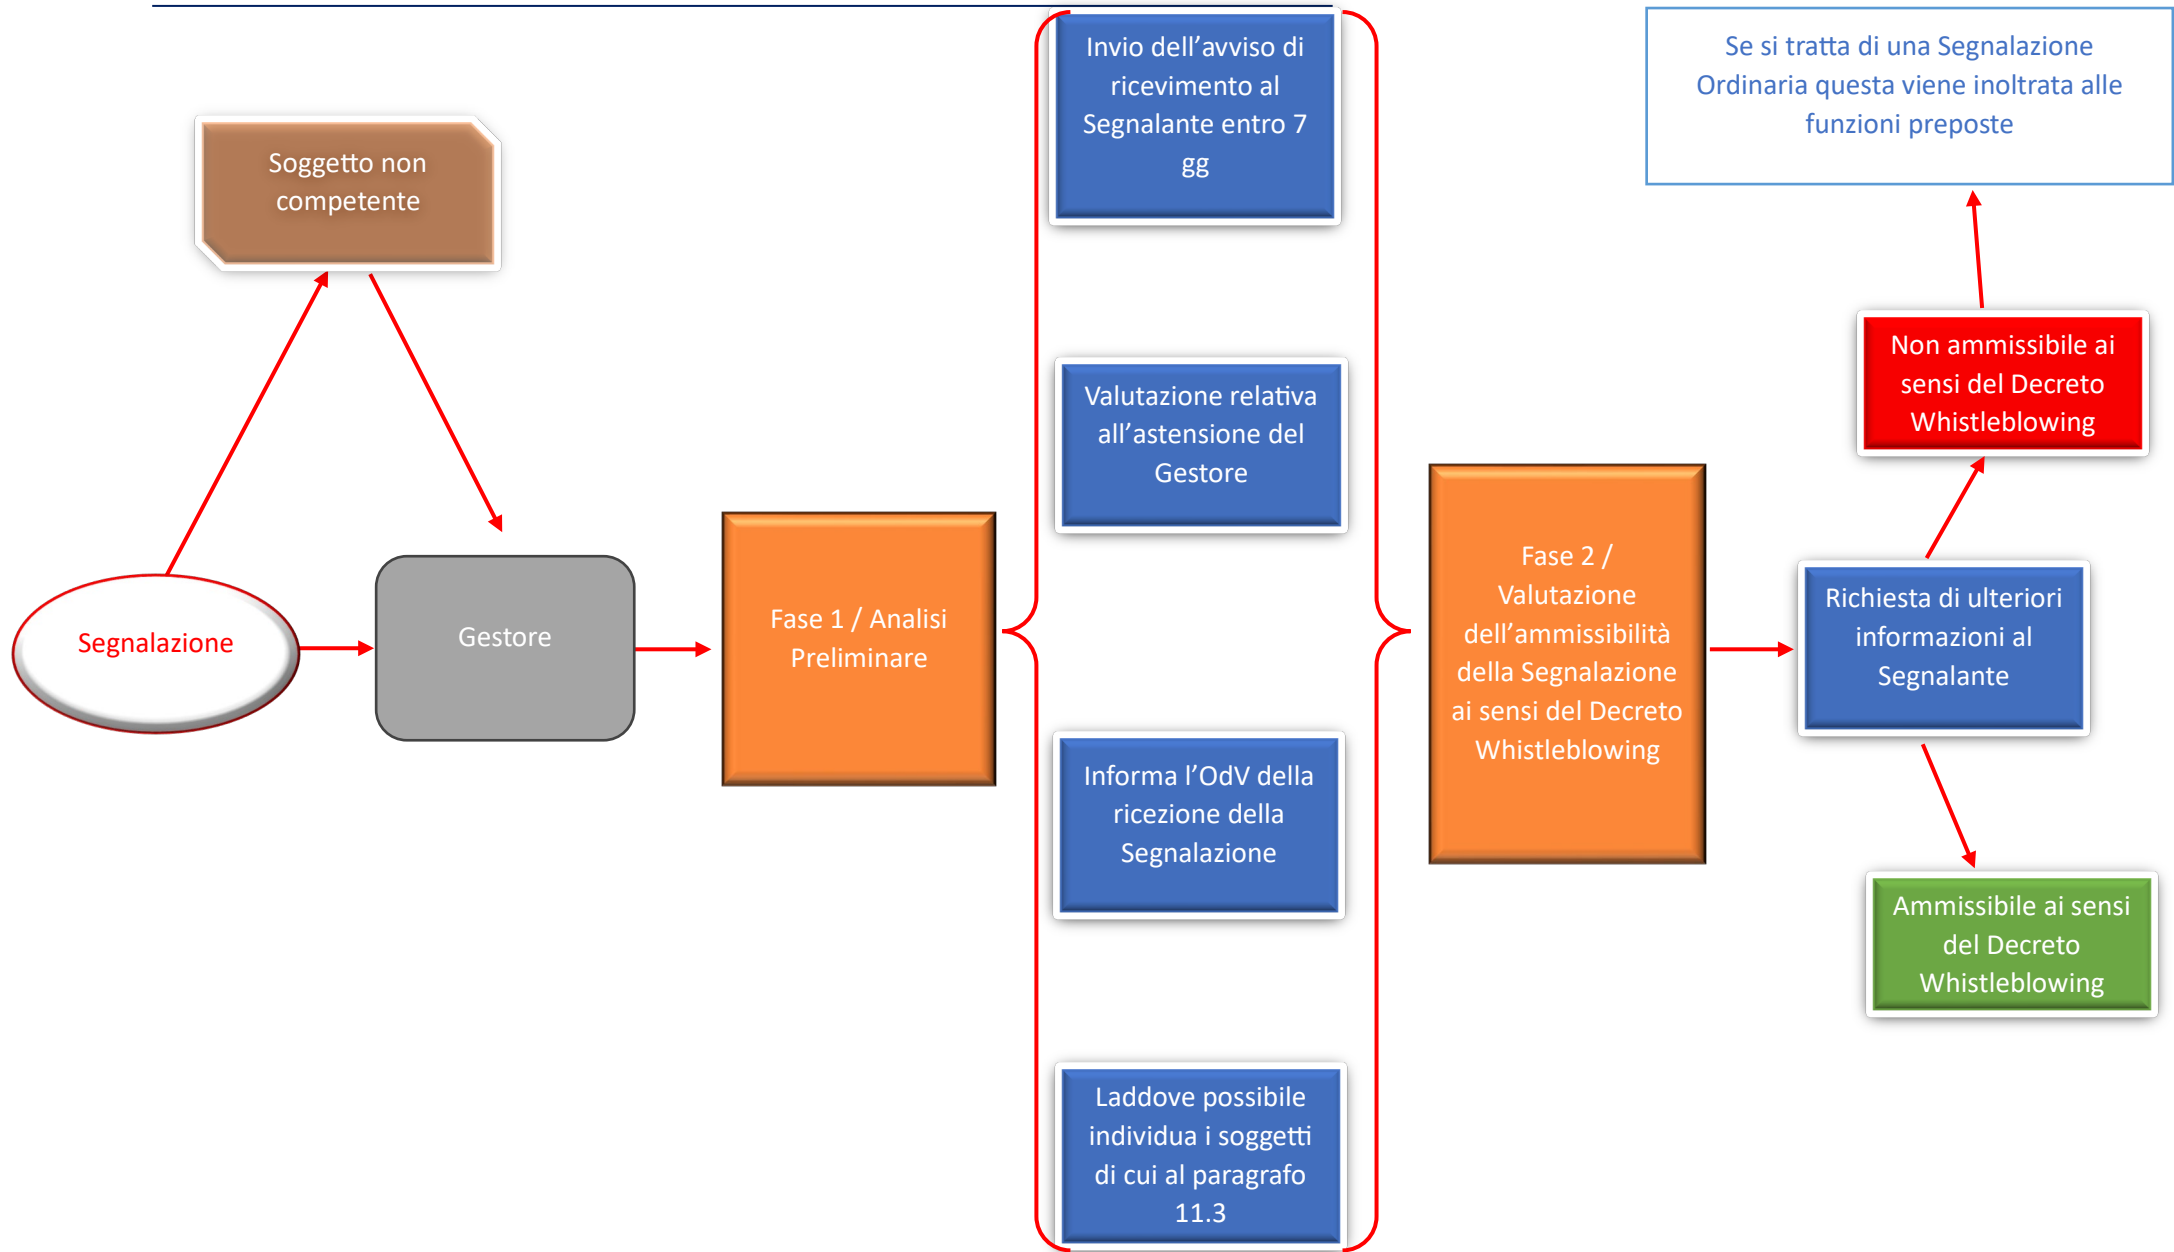 Soggetto non
competente
Segnalazione
Gestore
Fase 1 / Analisi
Preliminare
Invio dell’avviso di
ricevimento al
Segnalante entro 7
gg
Valutazione relativa
all’astensione del
Gestore
Informa l’OdV della
ricezione della
Segnalazione
Laddove possibile
individua i soggetti
di cui al paragrafo
11.3
Fase 2 /
Valutazione
dell’ammissibilità
della Segnalazione
ai sensi del Decreto
Whistleblowing
Richiesta di ulteriori
informazioni al
Segnalante
Se si tratta di una Segnalazione
Ordinaria questa viene inoltrata alle
funzioni preposte
Non ammissibile ai
sensi del Decreto
Whistleblowing
Ammissibile ai sensi
del Decreto
Whistleblowing